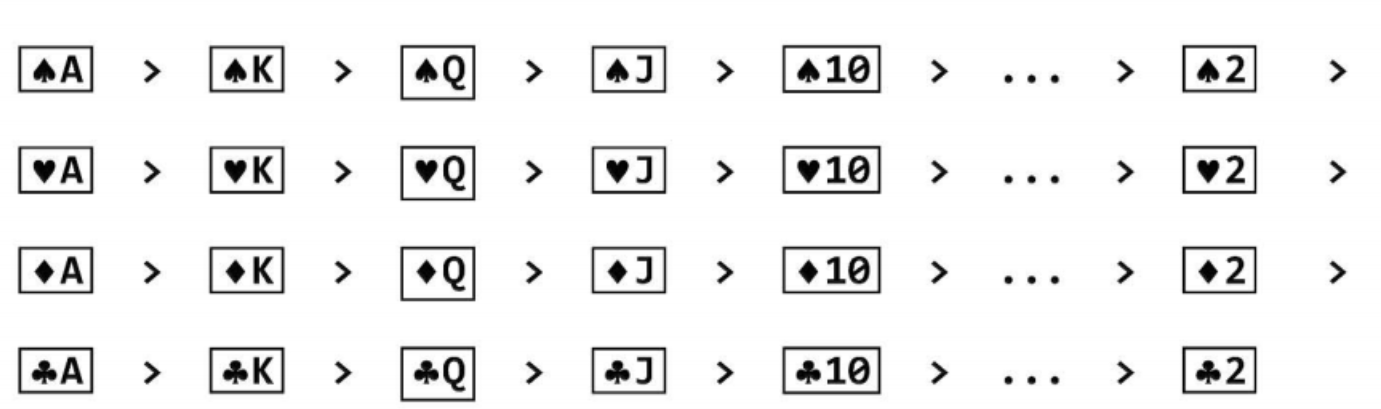 ♠A > ♠K > ♠Q > ♠J > ♠10 > ... > ♠2 >
♥A > ♥K > ♥Q > ♥J > ♥10 > ... > ♥2 >
♦A > ♦K > ♦Q > ♦J > ♦10 > ... > ♦2 >
♣A > ♣K > ♣Q > ♣J > ♣10 > ... > ♣2